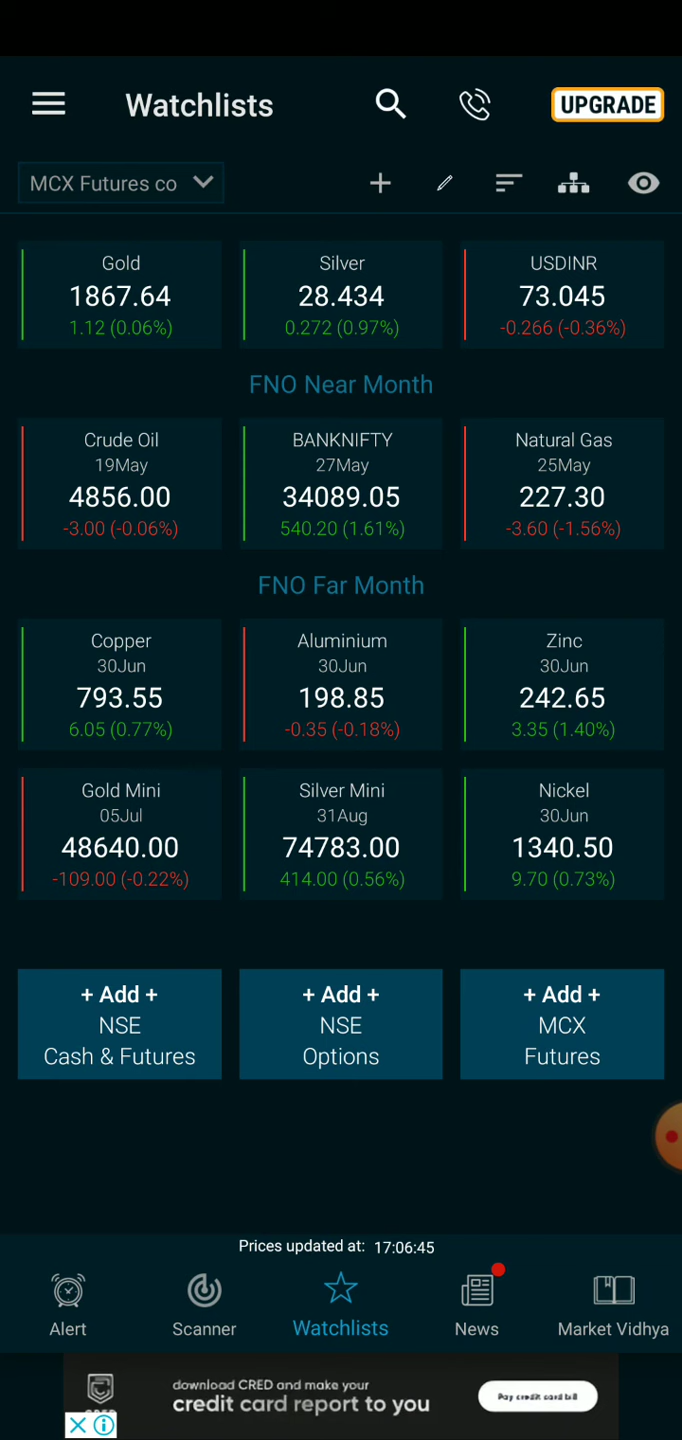 Watchlists
UPGRADE
MCX Futures co
Gold
1867.64
1.12 (0.06%)
Silver
28.434
0.272 (0.97%)
USDINR
73.045
-0.266 (-0.36%)
FNO Near Month
Crude Oil
19May
4856.00
-3.00 (-0.06%)
BANKNIFTY
27May
34089.05
540.20 (1.61%)
Natural Gas
25May
227.30
-3.60 (-1.56%)
FNO Far Month
Copper
30Jun
793.55
6.05 (0.77%)
Aluminium
30Jun
198.85
-0.35 (-0.18%)
Zinc
30Jun
242.65
3.35 (1.40%)
Gold Mini
05Jul
48640.00
-109.00 (-0.22%)
Silver Mini
31Aug
74783.00
414.00 (0.56%)
Nickel
30Jun
1340.50
9.70 (0.73%)
+ Add +
NSE
Cash & Futures
+ Add +
NSE
Options
+ Add +
MCX
Futures
Prices updated at: 17:06:45
Alert
Scanner
Watchlists
News
Market Vidhya
download CRED and make your
credit card report to you
Pay credit card bill